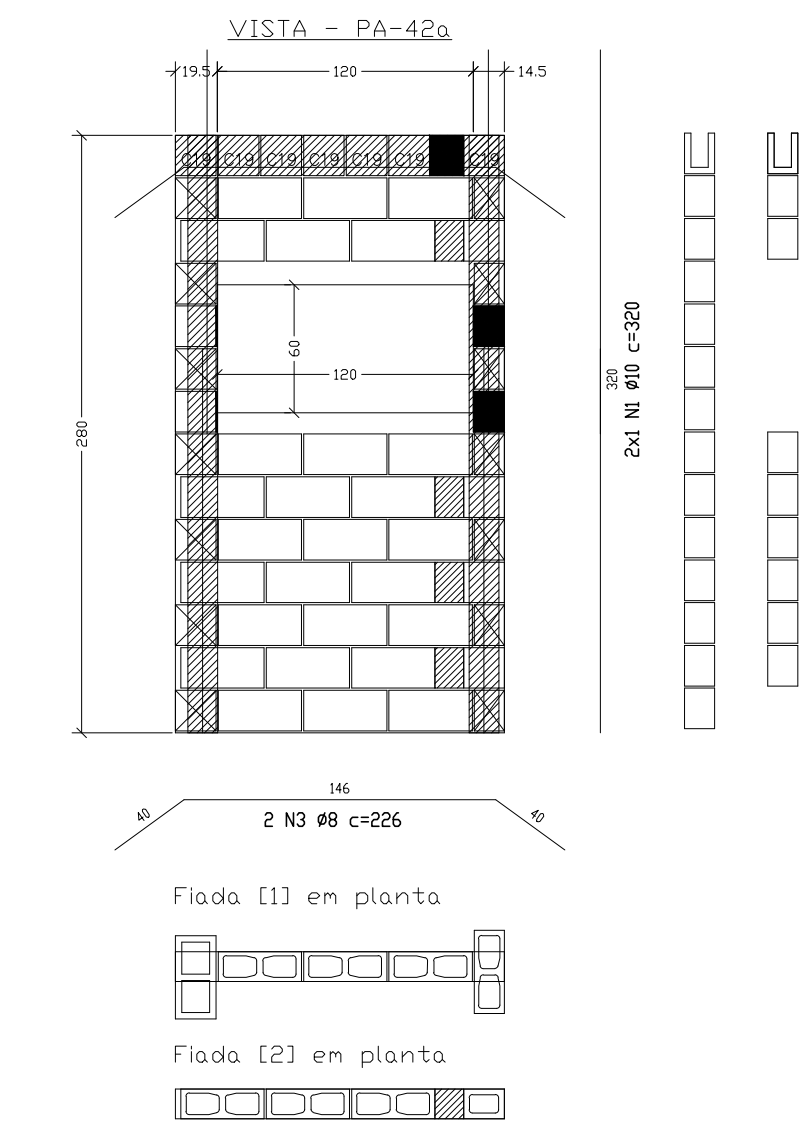 VISTA - PA-42a
19.5 120 14.5
C19 C19 C19 C19 C19 C19 C19
60
120
280
320
2x1 N1 Ø10 c=320
146
40 40
2 N3 Ø8 c=226
Fiada [1] em planta
Fiada [2] em planta